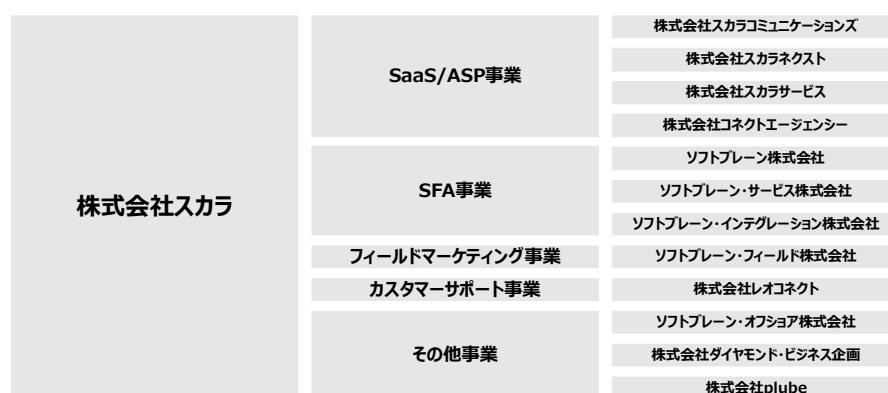 株式会社スカラ
SaaS/ASP事業
株式会社スカラコミュニケーションズ
株式会社スカラネクスト
株式会社スカラサービス
株式会社コネクトエージェンシー
SFA事業
ソフトブレーン株式会社
ソフトブレーン・サービス株式会社
ソフトブレーン・インテグレーション株式会社
フィールドマーケティング事業
ソフトブレーン・フィールド株式会社
カスタマーサポート事業
株式会社レオコネクト
その他事業
ソフトブレーン・オフショア株式会社
株式会社ダイヤモンド・ビジネス企画
株式会社plube